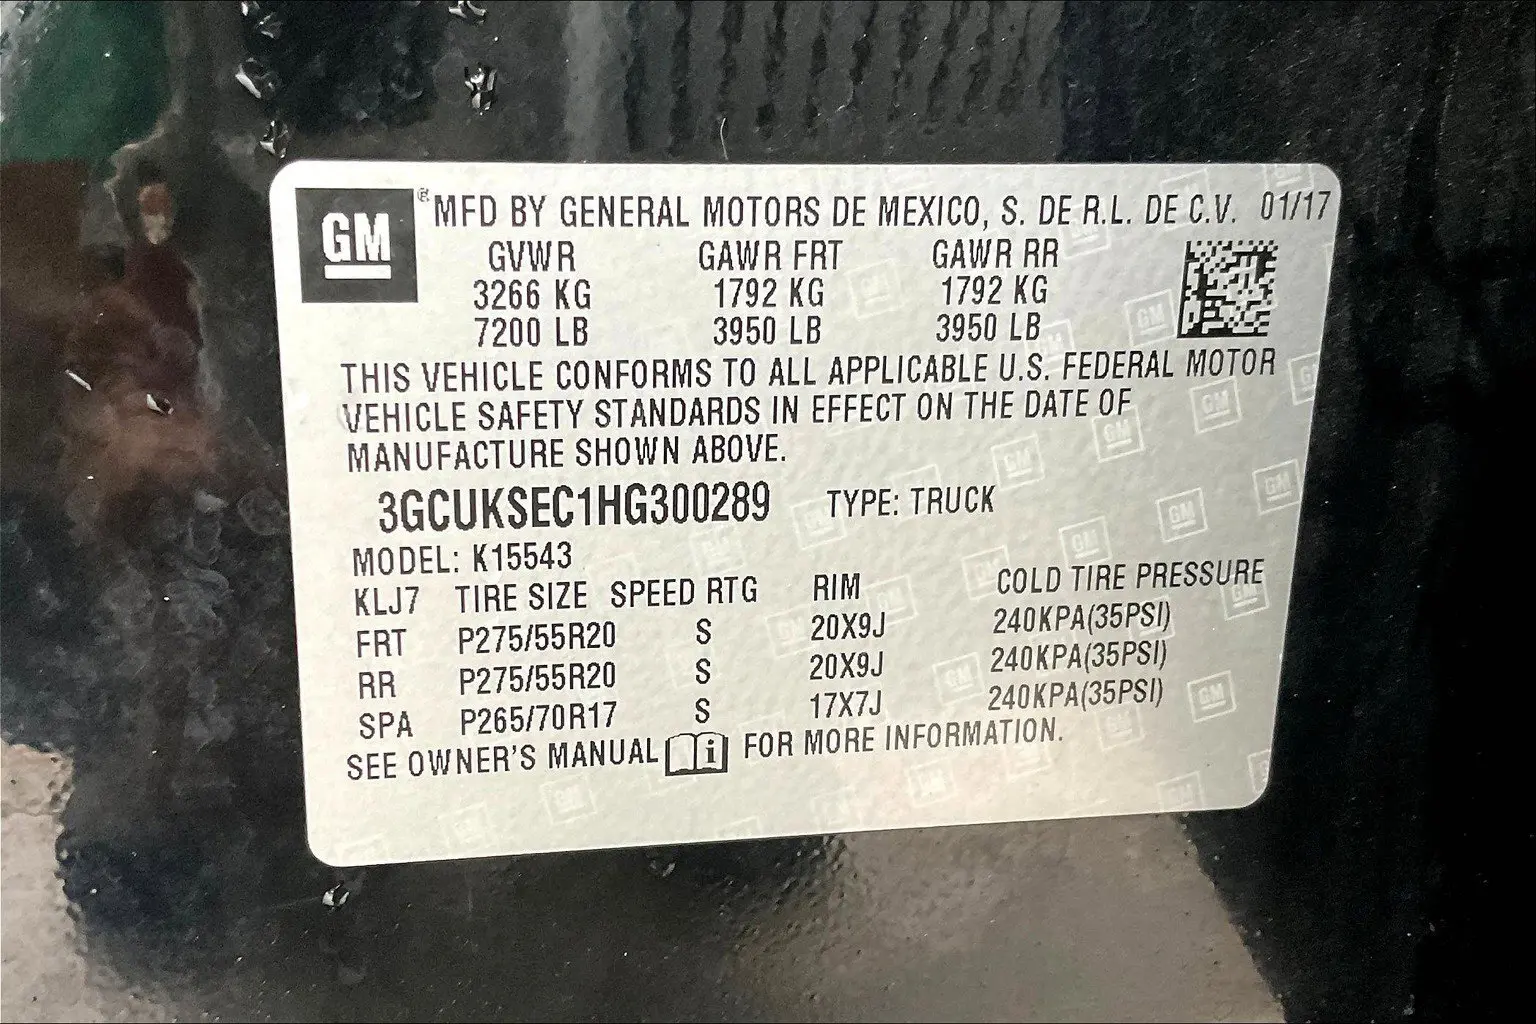 GM ® MFD BY GENERAL MOTORS DE MEXICO, S. DE R.L. DE C.V. 01/17
GVWR GAWR FRT GAWR RR
3266 KG 1792 KG 1792 KG
7200 LB 3950 LB 3950 LB
THIS VEHICLE CONFORMS TO ALL APPLICABLE U.S. FEDERAL MOTOR
VEHICLE SAFETY STANDARDS IN EFFECT ON THE DATE OF
MANUFACTURE SHOWN ABOVE.
3GCUKSEC1HG300289 TYPE: TRUCK
MODEL: K15543
KLJ7 TIRE SIZE SPEED RTG RIM COLD TIRE PRESSURE
FRT P275/55R20 S 20X9J 240KPA(35PSI)
RR P275/55R20 S 20X9J 240KPA(35PSI)
SPA P265/70R17 S 17X7J 240KPA(35PSI)
SEE OWNER'S MANUAL i FOR MORE INFORMATION.